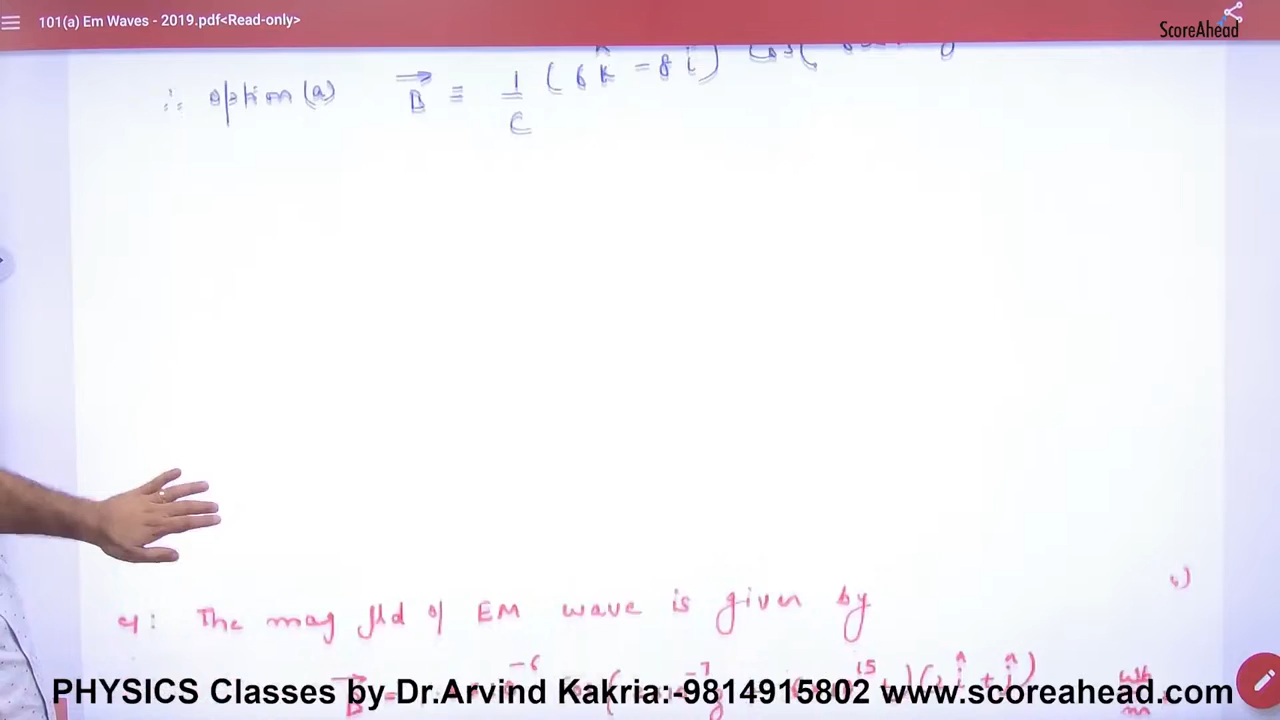 101(a) Em Waves - 2019.pdf<Read-only>
ScoreAhead
∴ option (a) B ≡ 1/C (6k̂ - 8î) cos(
q: The mag fld of EM wave is given by
PHYSICS Classes by Dr.Arvind Kakria:-9814915802 www.scoreahead.com